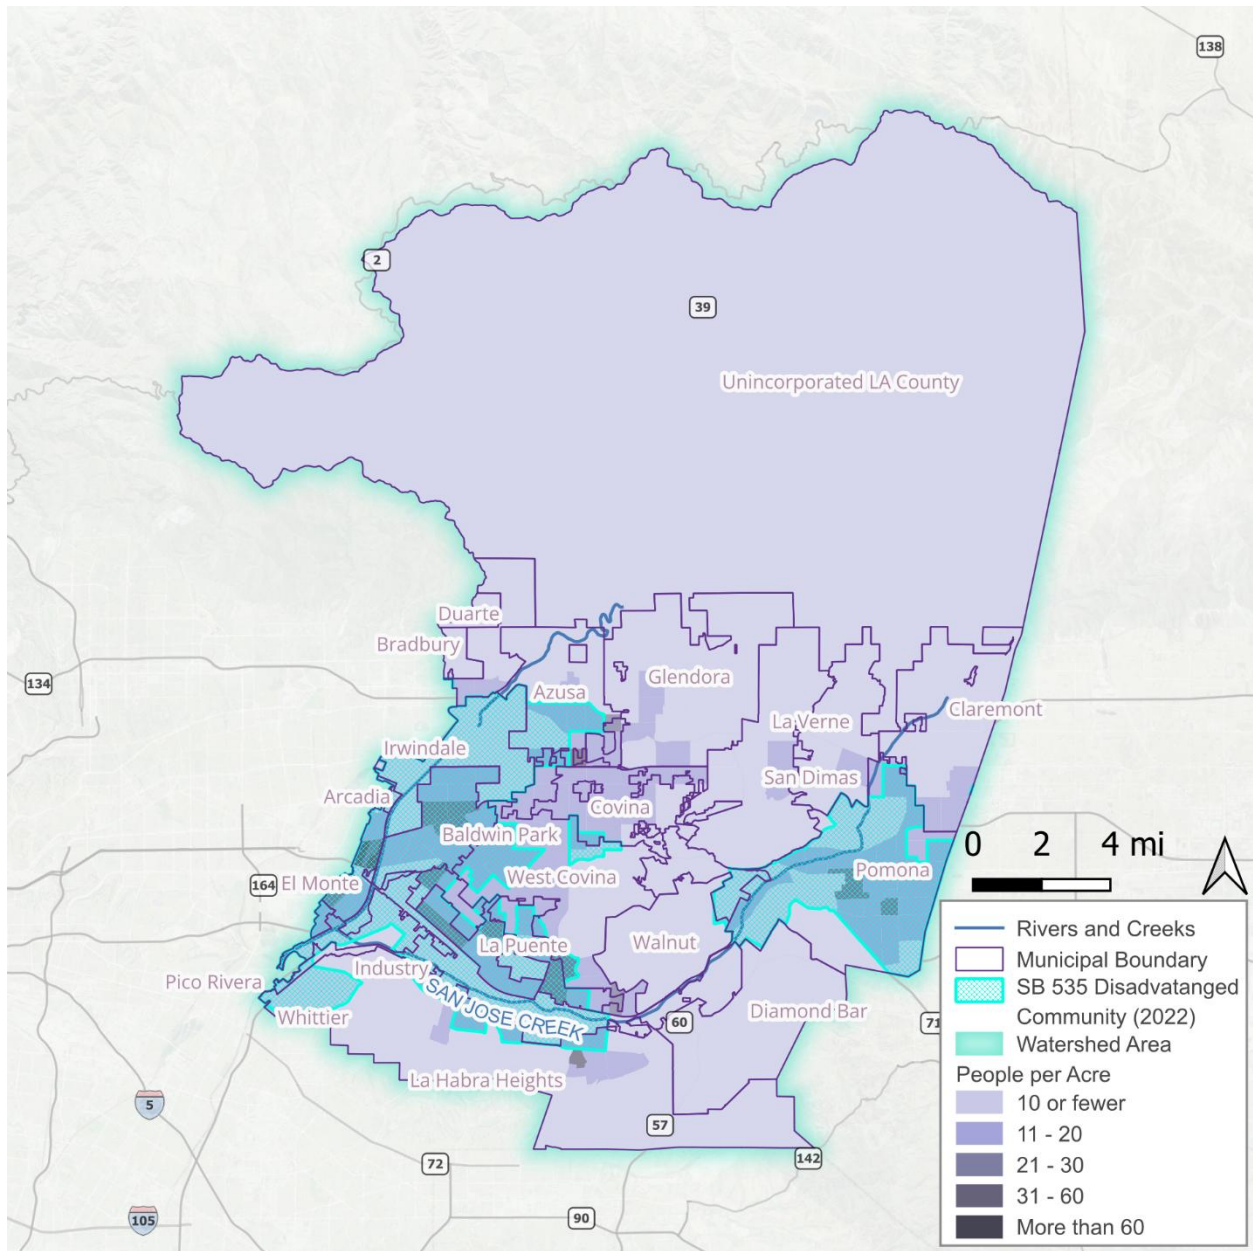 138
2
39
Unincorporated LA County
Duarte
Bradbury
134
Glendora
Azusa
Claremont
La Verne
Irwindale
San Dimas
Arcadia
Covina
Baldwin Park
0 2 4 mi
West Covina
Pomona
164
El Monte
La Puente
Walnut
Industry
Pico Rivera
SAN JOSE CREEK
Whittier
Diamond Bar
60
71
La Habra Heights
5
57
72
142
105
90
Rivers and Creeks
Municipal Boundary
SB 535 Disadvatanged
Community (2022)
Watershed Area
People per Acre
10 or fewer
11 - 20
21 - 30
31 - 60
More than 60